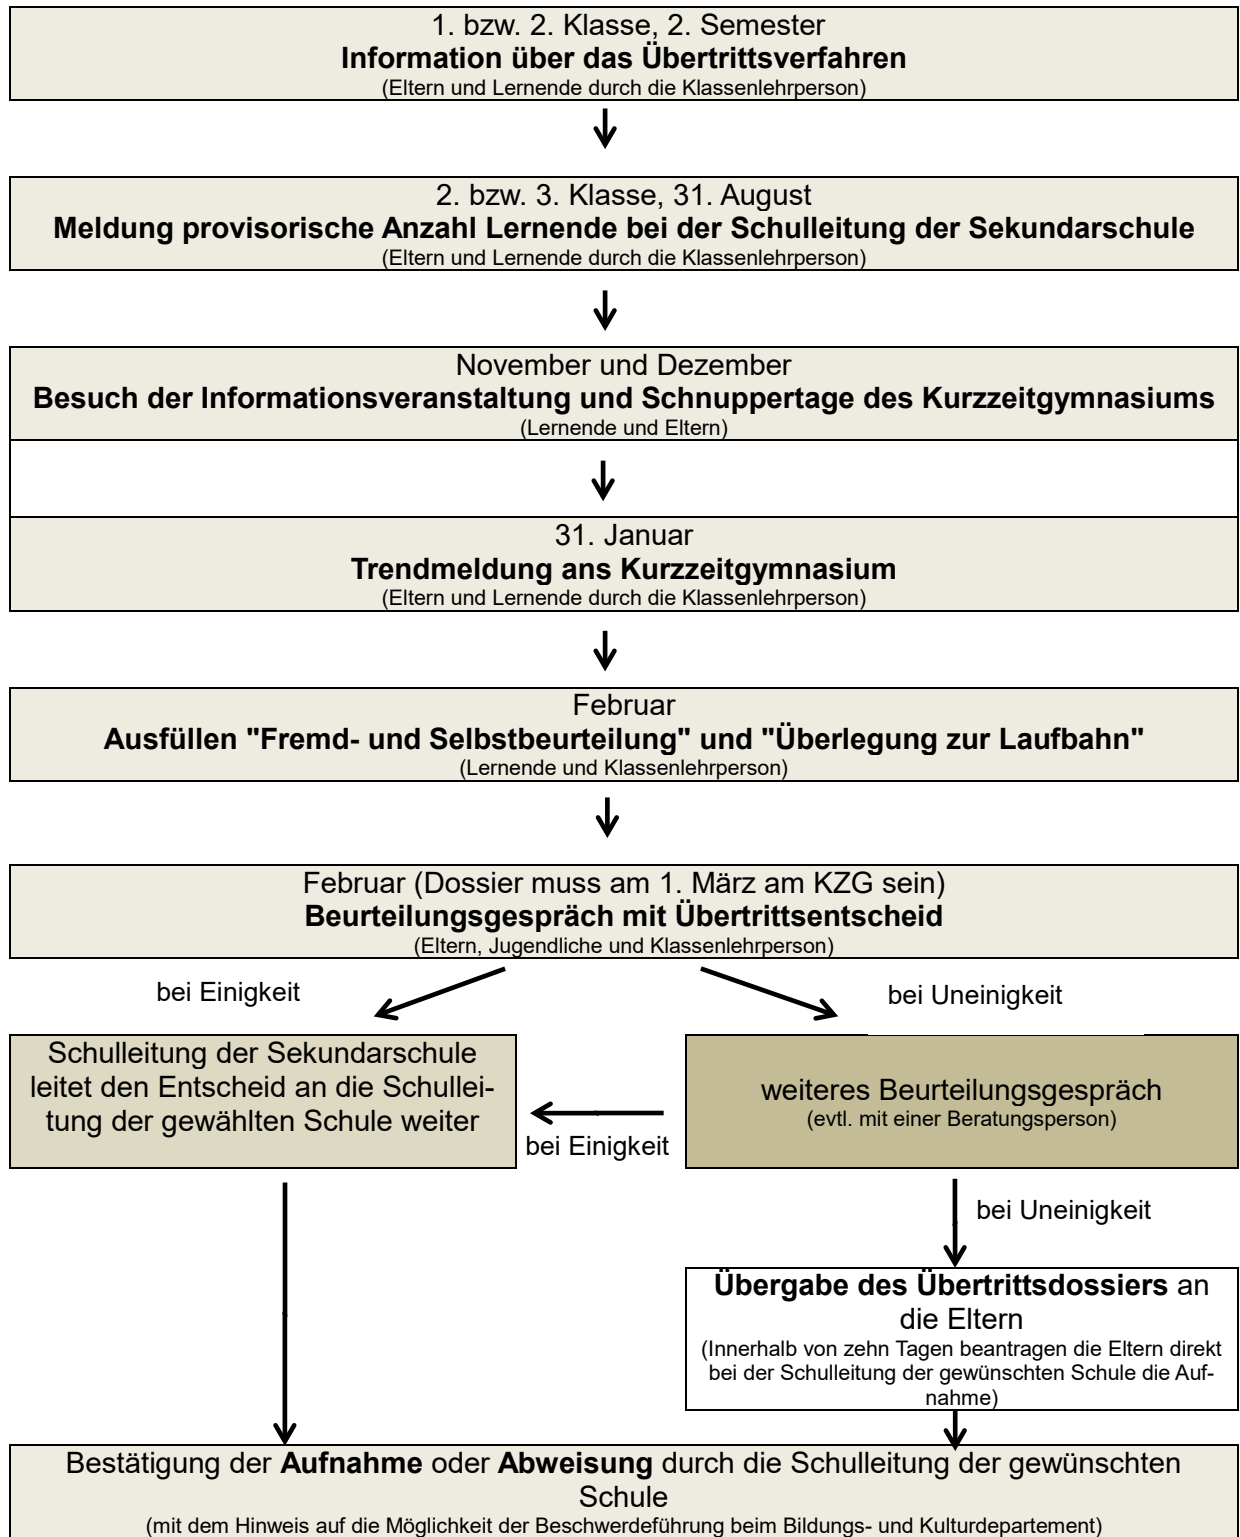 1. bzw. 2. Klasse, 2. Semester
Information über das Übertrittsverfahren
(Eltern und Lernende durch die Klassenlehrperson)
2. bzw. 3. Klasse, 31. August
Meldung provisorische Anzahl Lernende bei der Schulleitung der Sekundarschule
(Eltern und Lernende durch die Klassenlehrperson)
November und Dezember
Besuch der Informationsveranstaltung und Schnuppertage des Kurzzeitgymnasiums
(Lernende und Eltern)
31. Januar
Trendmeldung ans Kurzzeitgymnasium
(Eltern und Lernende durch die Klassenlehrperson)
Februar
Ausfüllen "Fremd- und Selbstbeurteilung" und "Überlegung zur Laufbahn"
(Lernende und Klassenlehrperson)
Februar (Dossier muss am 1. März am KZG sein)
Beurteilungsgespräch mit Übertrittsentscheid
(Eltern, Jugendliche und Klassenlehrperson)
bei Einigkeit
bei Uneinigkeit
Schulleitung der Sekundarschule
leitet den Entscheid an die Schullei-
tung der gewählten Schule weiter
bei Einigkeit
weiteres Beurteilungsgespräch
(evtl. mit einer Beratungsperson)
bei Uneinigkeit
Übergabe des Übertrittsdossiers an
die Eltern
(Innerhalb von zehn Tagen beantragen die Eltern direkt
bei der Schulleitung der gewünschten Schule die Auf-
nahme)
Bestätigung der Aufnahme oder Abweisung durch die Schulleitung der gewünschten
Schule
(mit dem Hinweis auf die Möglichkeit der Beschwerdeführung beim Bildungs- und Kulturdepartement)